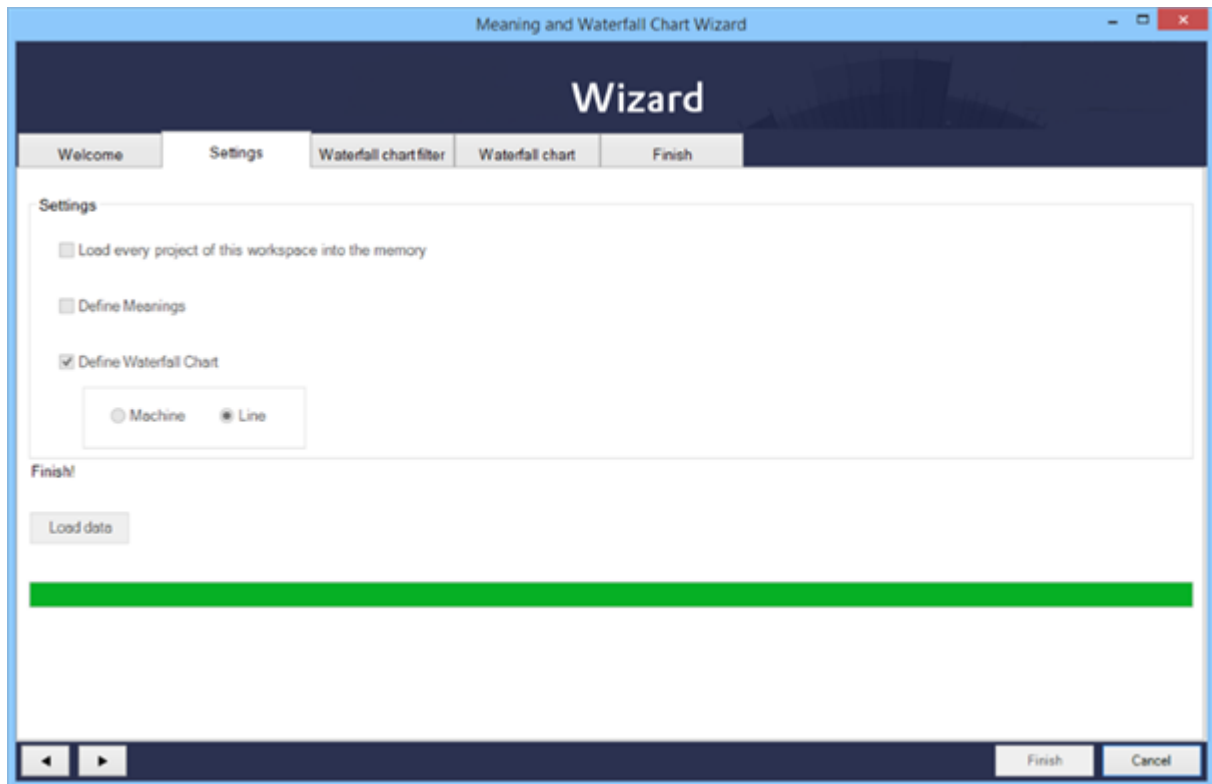 Meaning and Waterfall Chart Wizard
Wizard
Welcome Settings Waterfall chart filter Waterfall chart Finish
Settings
Load every project of this workspace into the memory
Define Meanings
Define Waterfall Chart
Machine Line
Finish!
Load data
Finish Cancel